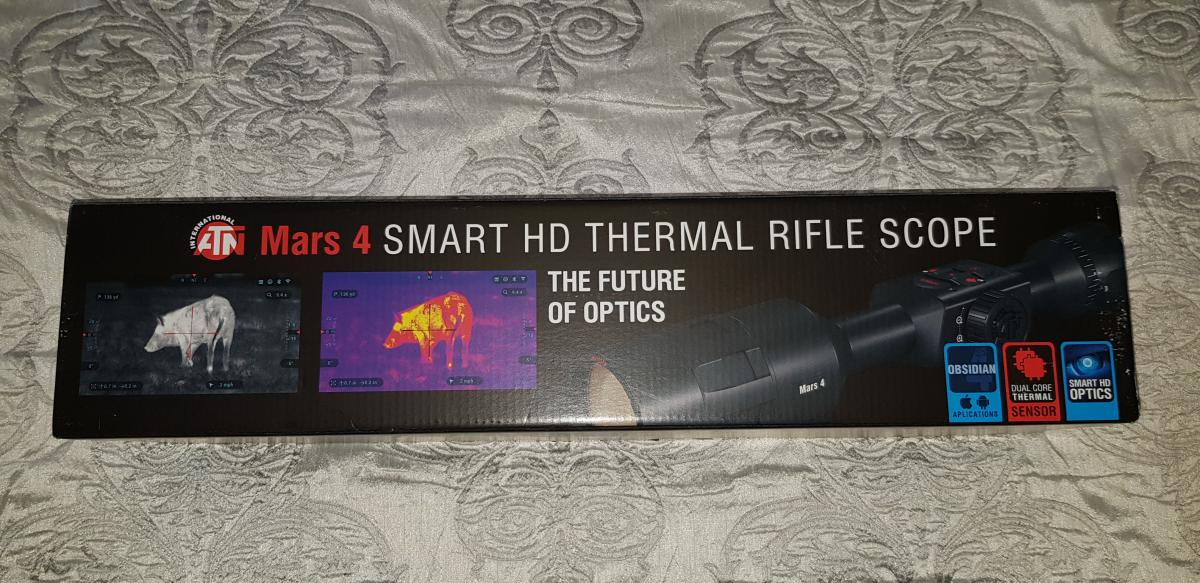 INTERNATIONAL
ATN
Mars 4 SMART HD THERMAL RIFLE SCOPE
THE FUTURE
OF OPTICS
Mars 4
OBSIDIAN
APLICATIONS
DUAL CORE
THERMAL
SENSOR
SMART HD
OPTICS